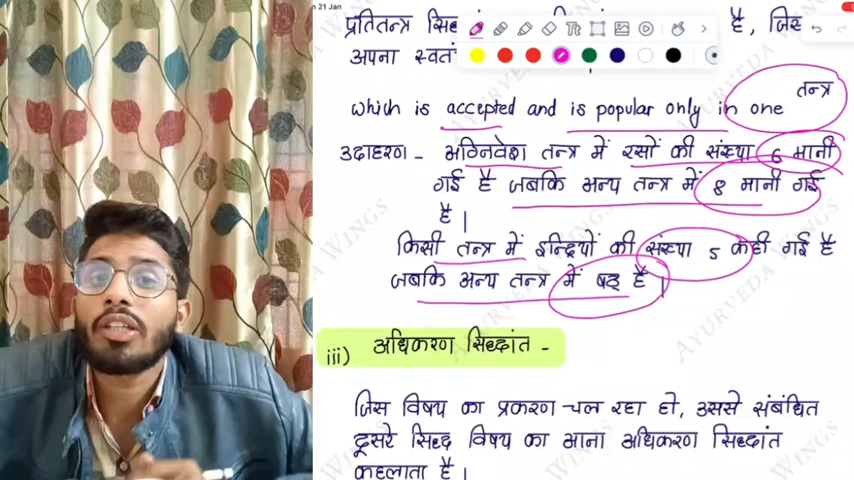 21 Jan
प्रतितन्त्र है, जिस
अपना स्वतं
which is accepted and is popular only in one तन्त्र
उदाहरण - अग्निवेश तन्त्र में रसों की संख्या 6 मानी
गई है जबकि अन्य तन्त्र में 8 मानी गई
है।
किसी तन्त्र में इन्द्रियों की संख्या 5 कही गई है
जबकि अन्य तन्त्र में षड् है।
iii) अधिकरण सिद्धांत -
जिस विषय का प्रकरण चल रहा हो, उससे संबंधित
दूसरे सिद्ध विषय का आना अधिकरण सिद्धांत
कहलाता है।
AYURVEDA WINGS